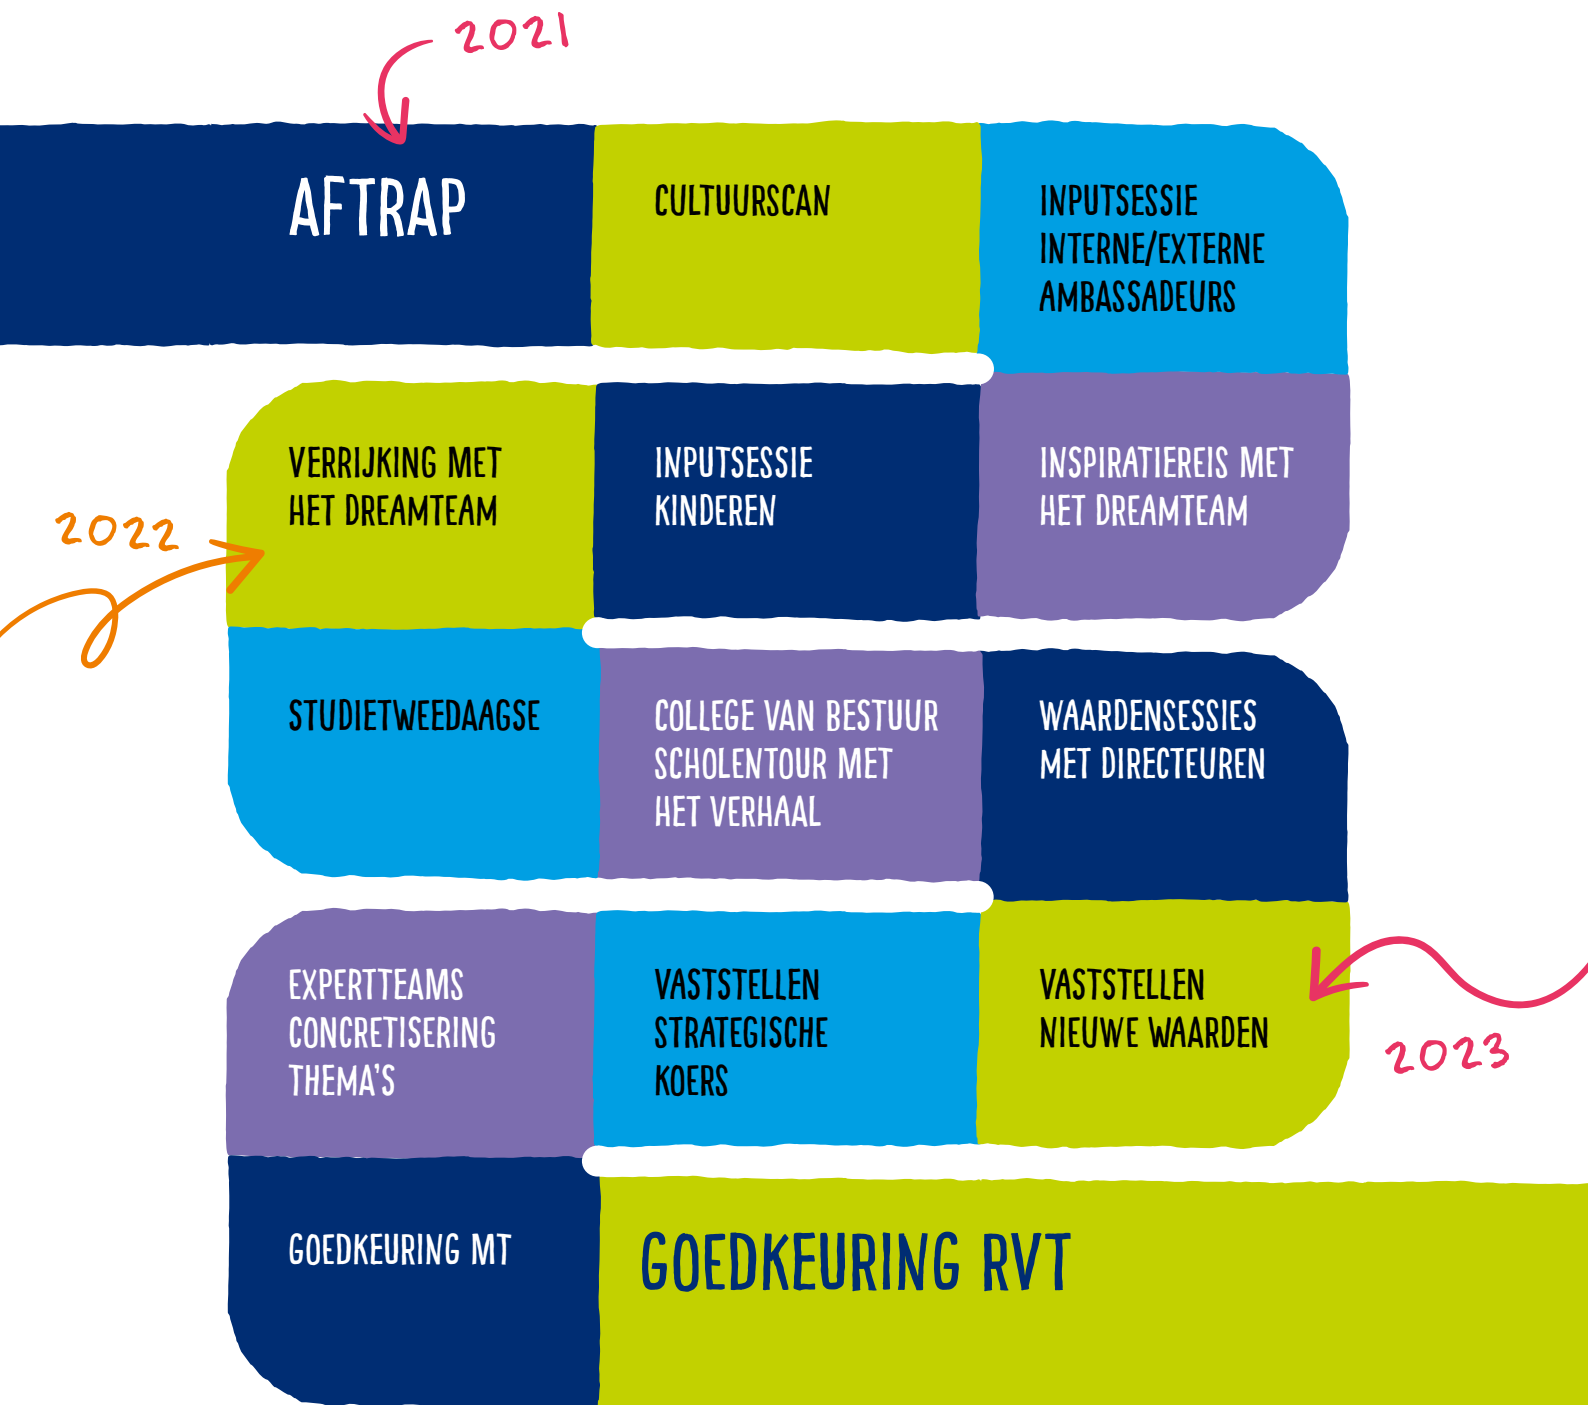 2021
AFTRAP
CULTUURSCAN
INPUTSESSIE
INTERNE/EXTERNE
AMBASSADEURS
INSPIRATIEREIS MET
HET DREAMTEAM
INPUTSESSIE
KINDEREN
VERRIJKING MET
HET DREAMTEAM
2022
STUDIETWEEDAAGSE
COLLEGE VAN BESTUUR
SCHOLENTOUR MET
HET VERHAAL
WAARDENSESSIES
MET DIRECTEUREN
VASTSTELLEN
NIEUWE WAARDEN
2023
VASTSTELLEN
STRATEGISCHE
KOERS
EXPERTTEAMS
CONCRETISERING
THEMA'S
GOEDKEURING MT
GOEDKEURING RVT